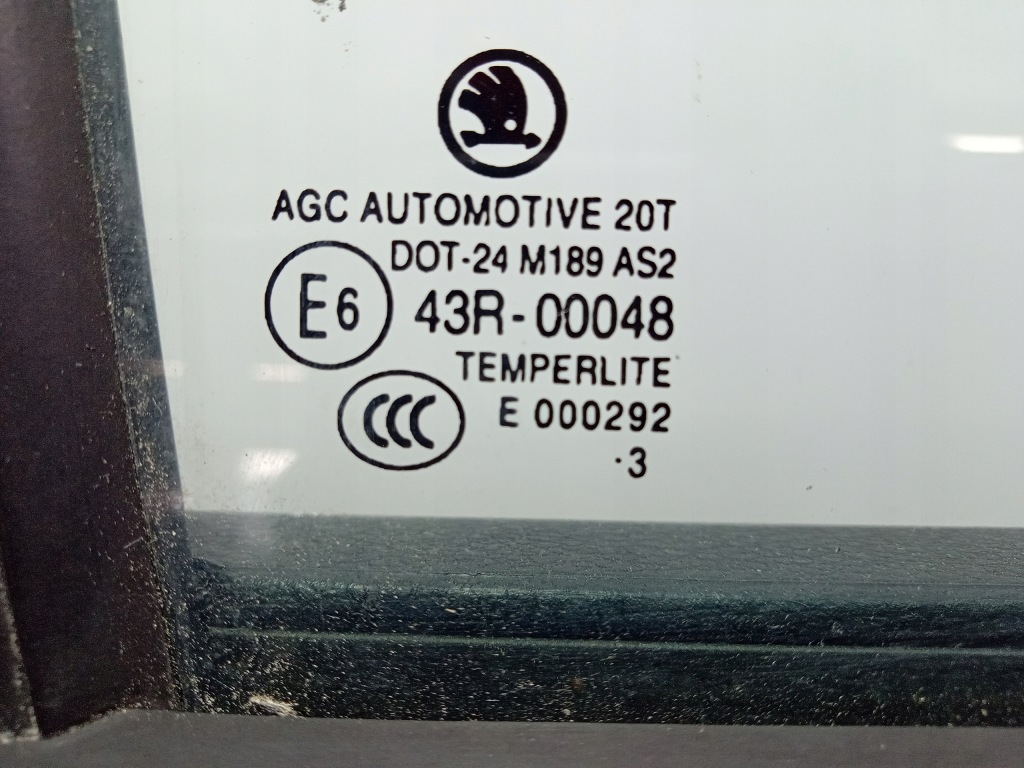 AGC AUTOMOTIVE 20T
DOT-24 M189 AS2
E6 43R-00048
TEMPERLITE
CCC E 000292
·3